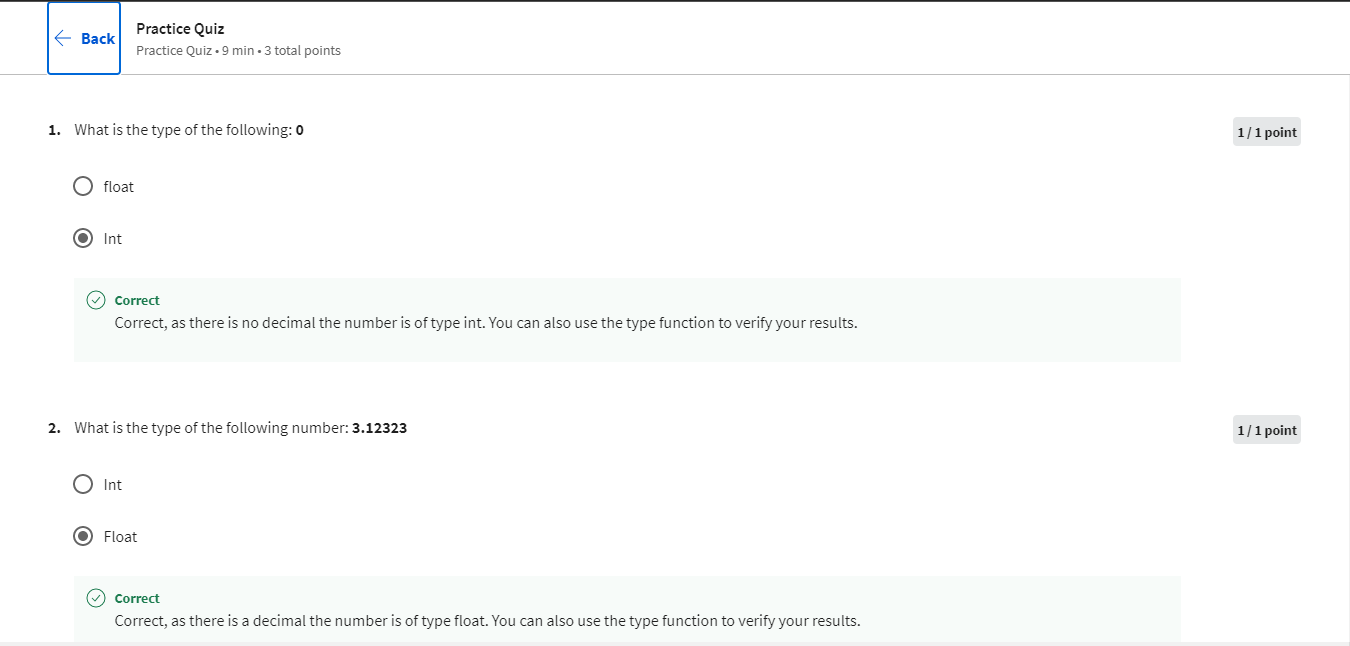 Back
Practice Quiz
Practice Quiz • 9 min • 3 total points
1. What is the type of the following: 0
1 / 1 point
float
Int
Correct
Correct, as there is no decimal the number is of type int. You can also use the type function to verify your results.
2. What is the type of the following number: 3.12323
1 / 1 point
Int
Float
Correct
Correct, as there is a decimal the number is of type float. You can also use the type function to verify your results.